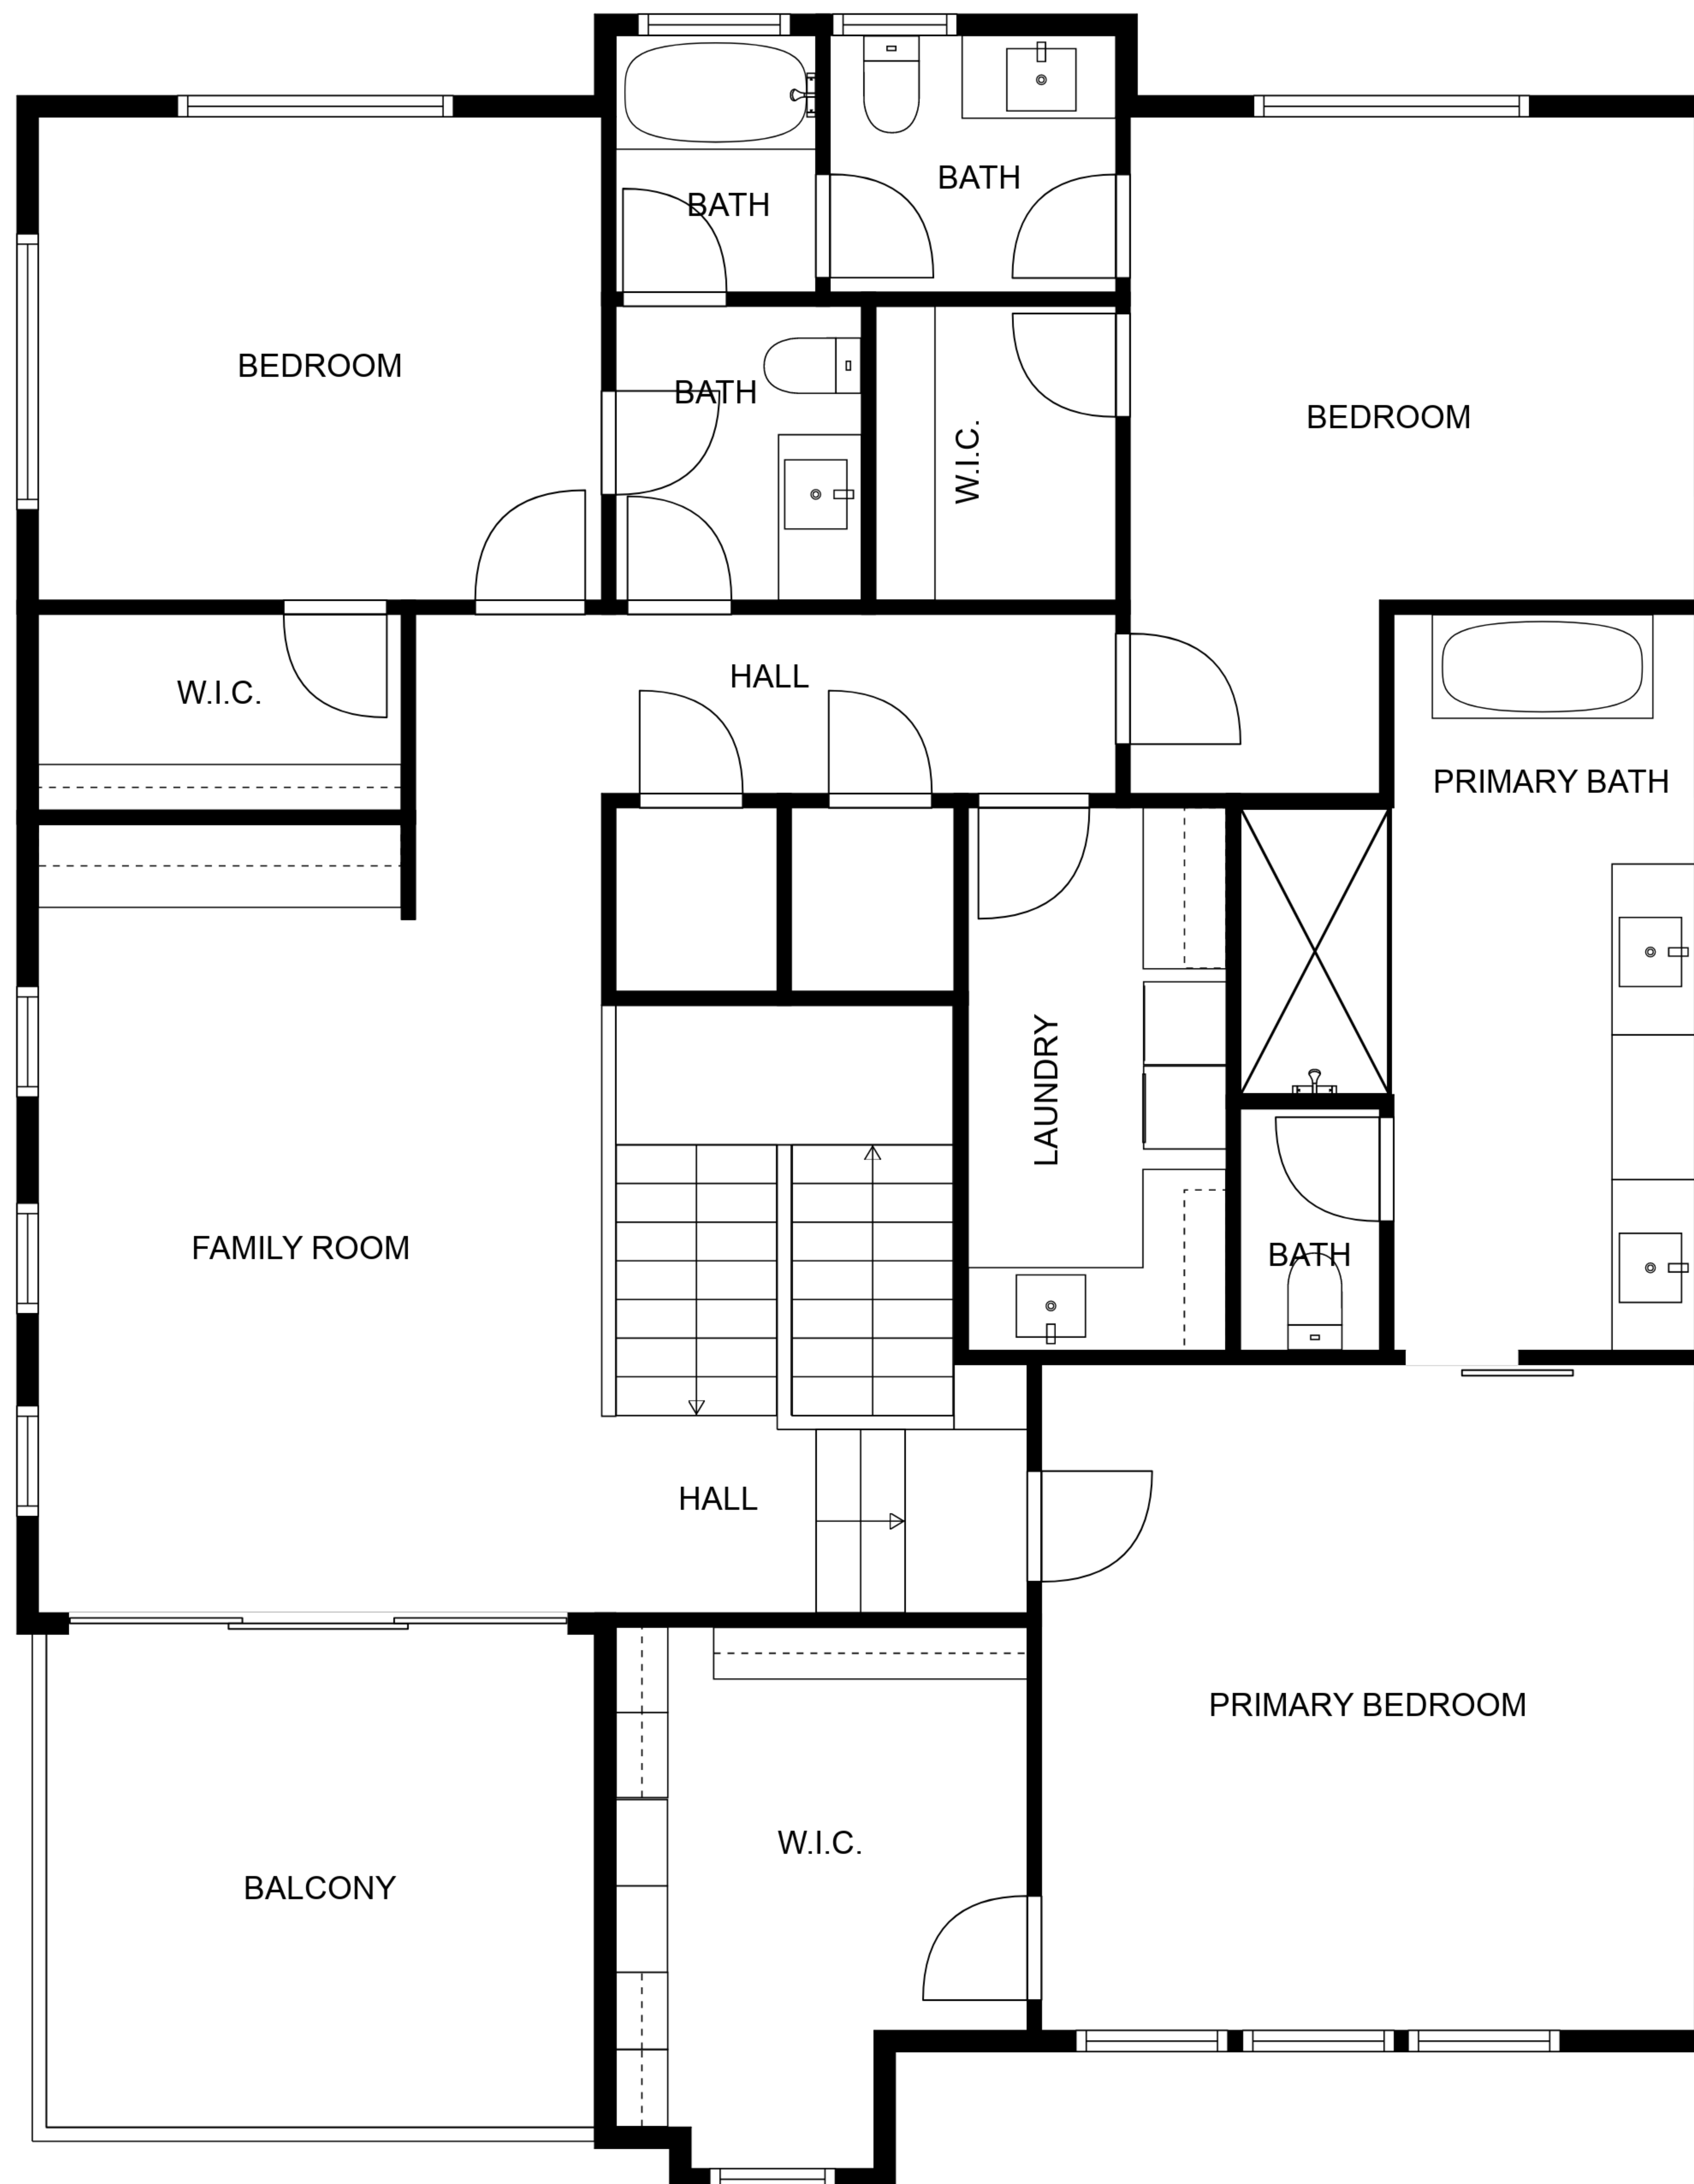 BATH
BATH
BEDROOM
BATH
BEDROOM
W.I.C.
HALL
W.I.C.
PRIMARY BATH
LAUNDRY
FAMILY ROOM
BATH
HALL
PRIMARY BEDROOM
W.I.C.
BALCONY